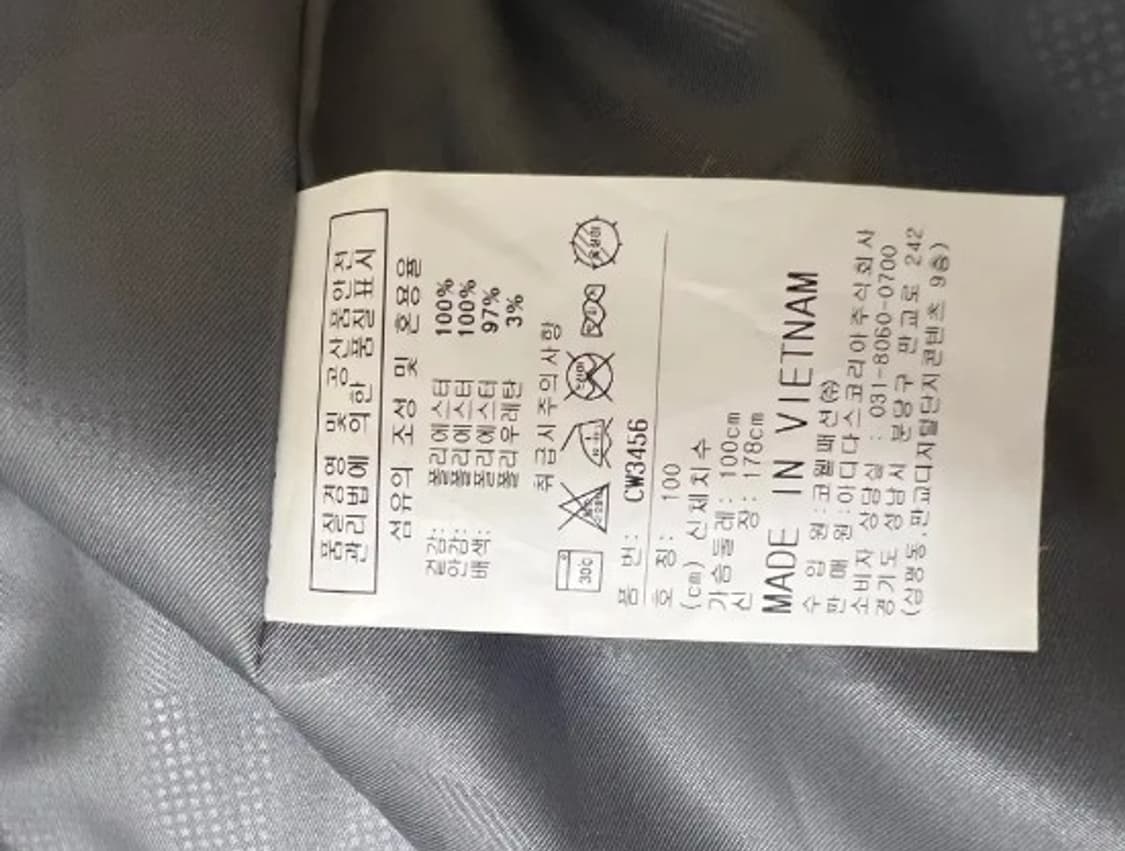 품질경영 및 공산품안전
관리법에 의한 품질표시
섬유의 조성 및 혼용율
겉감: 폴리에스터 100%
안감: 폴리에스터 100%
배색: 폴리에스터 97%
폴리우레탄 3%
취급시주의사항
30℃
품 번: CW3456
호 칭: 100
(cm) 신체치수
가슴둘레: 100cm
신 장: 178cm
MADE IN VIETNAM
수 입 원:코웰패션㈜
판 매 원:아디다스코리아주식회사
소비자 상담실 : 031-8060-0700
경기도 성남시 분당구 판교로 242
(삼평동,판교디지탈단지콘텐츠 9층)